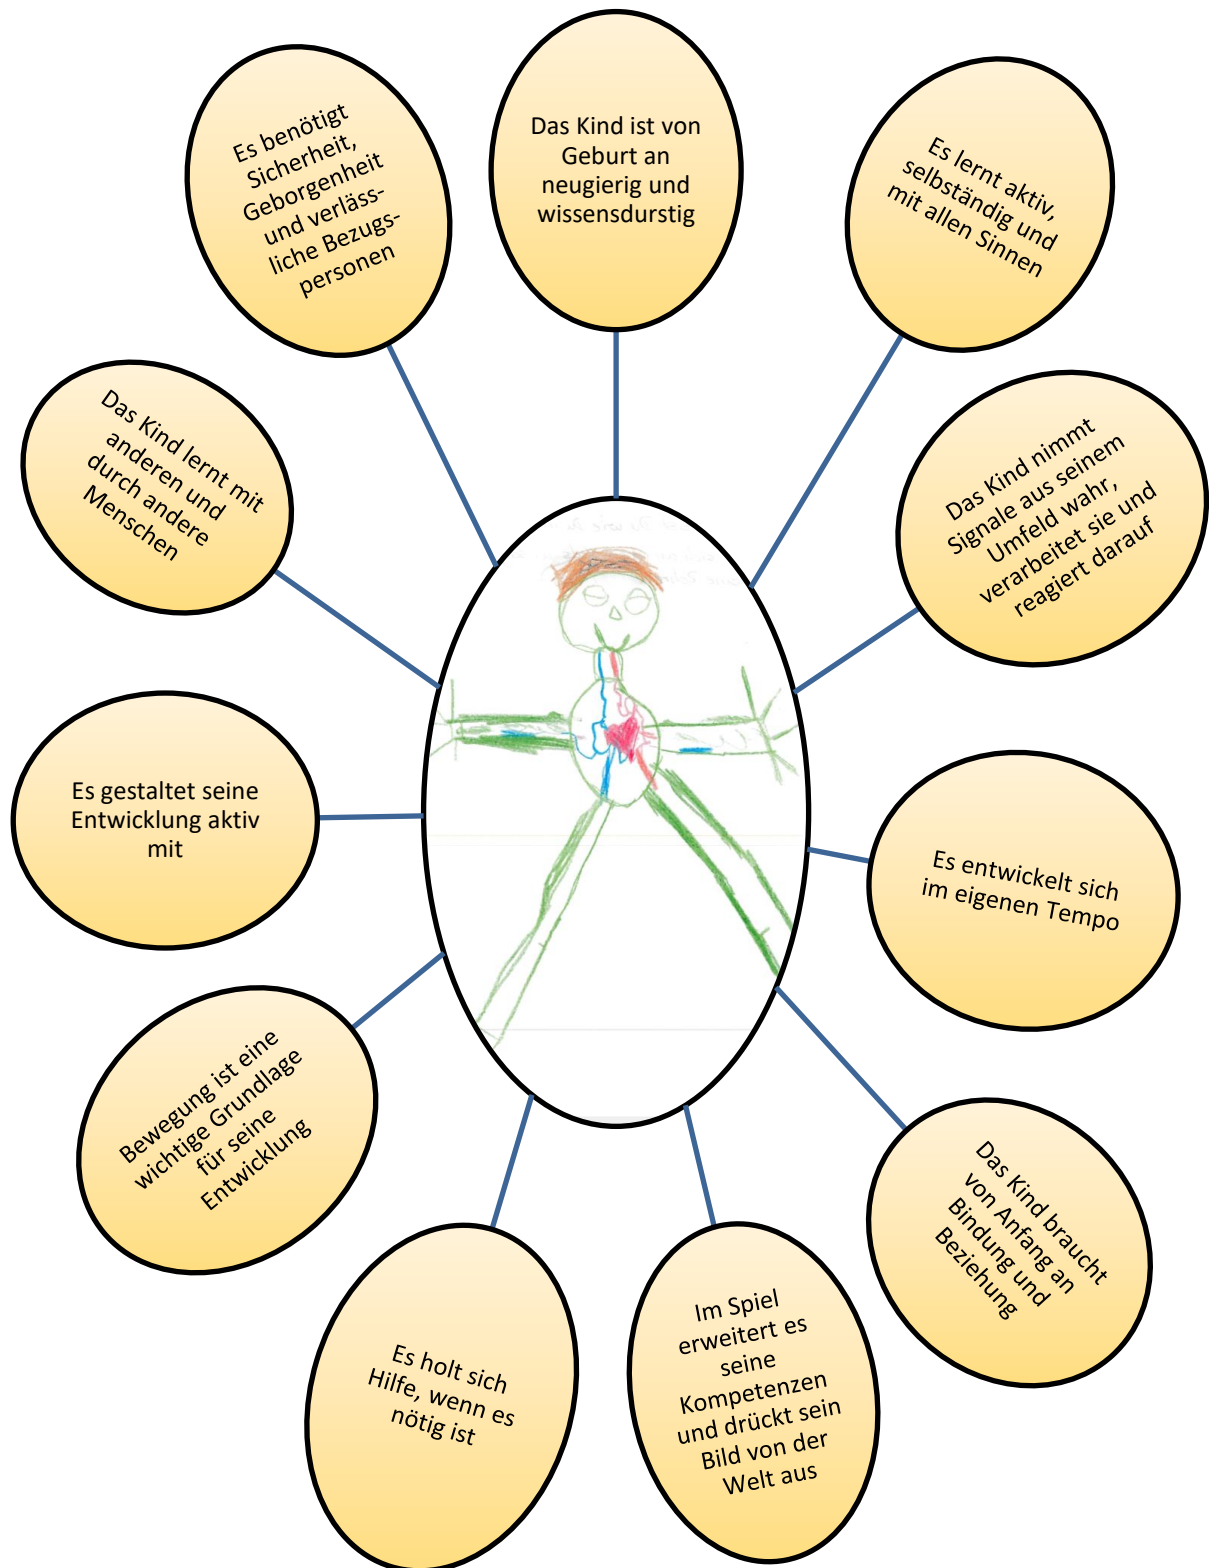 Das Kind ist von
Geburt an
neugierig und
wissensdurstig
Es lernt aktiv,
selbständig und
mit allen Sinnen
Das Kind nimmt
Signale aus seinem
Umfeld wahr,
verarbeitet sie und
reagiert darauf
Es entwickelt sich
im eigenen Tempo
Das Kind braucht
von Anfang an
Bindung und
Beziehung
Im Spiel
erweitert es
seine
Kompetenzen
und drückt sein
Bild von der
Welt aus
Es holt sich
Hilfe, wenn es
nötig ist
Bewegung ist eine
wichtige Grundlage
für seine
Entwicklung
Es gestaltet seine
Entwicklung aktiv
mit
Das Kind lernt mit
anderen und
durch andere
Menschen
Es benötigt
Sicherheit,
Geborgenheit
und verläss-
liche Bezugs-
personen